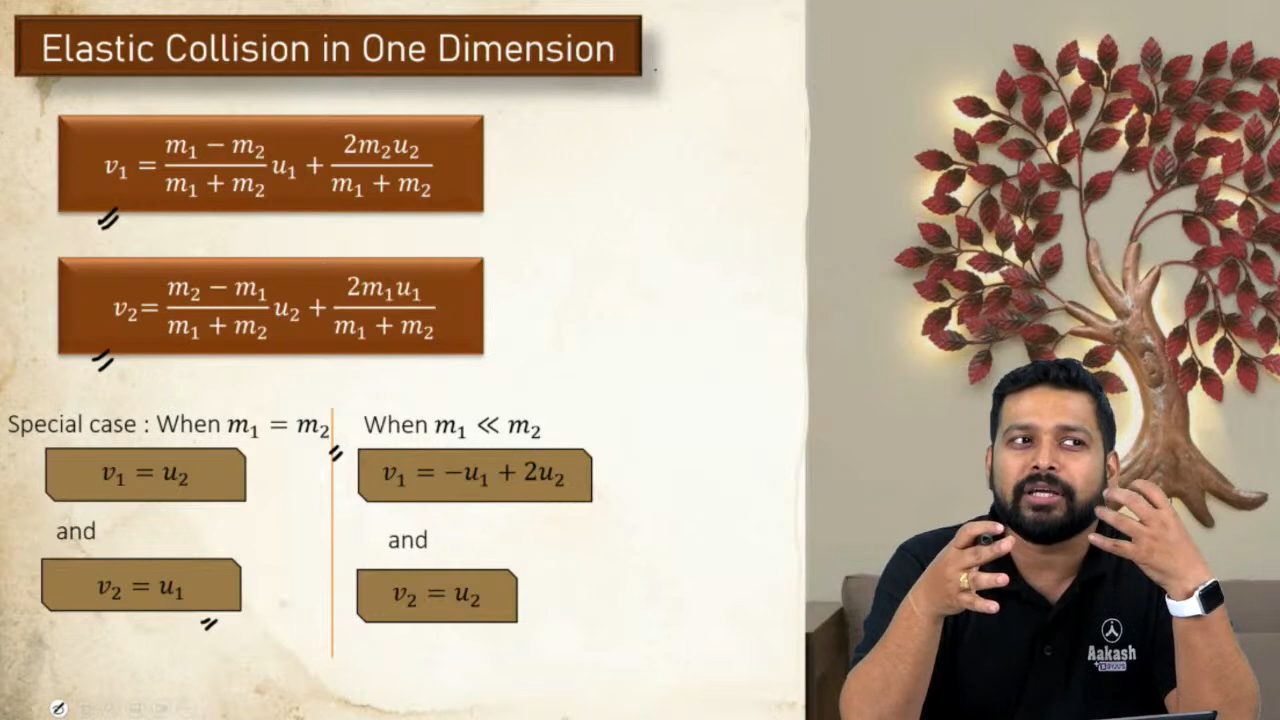 Elastic Collision in One Dimension
v₁ = (m₁ − m₂)/(m₁ + m₂) u₁ + 2m₂u₂/(m₁ + m₂)
v₂= (m₂ − m₁)/(m₁ + m₂) u₂ + 2m₁u₁/(m₁ + m₂)
Special case : When m₁ = m₂
v₁ = u₂
and
v₂ = u₁
When m₁ ≪ m₂
v₁ = −u₁ + 2u₂
and
v₂ = u₂
Aakash